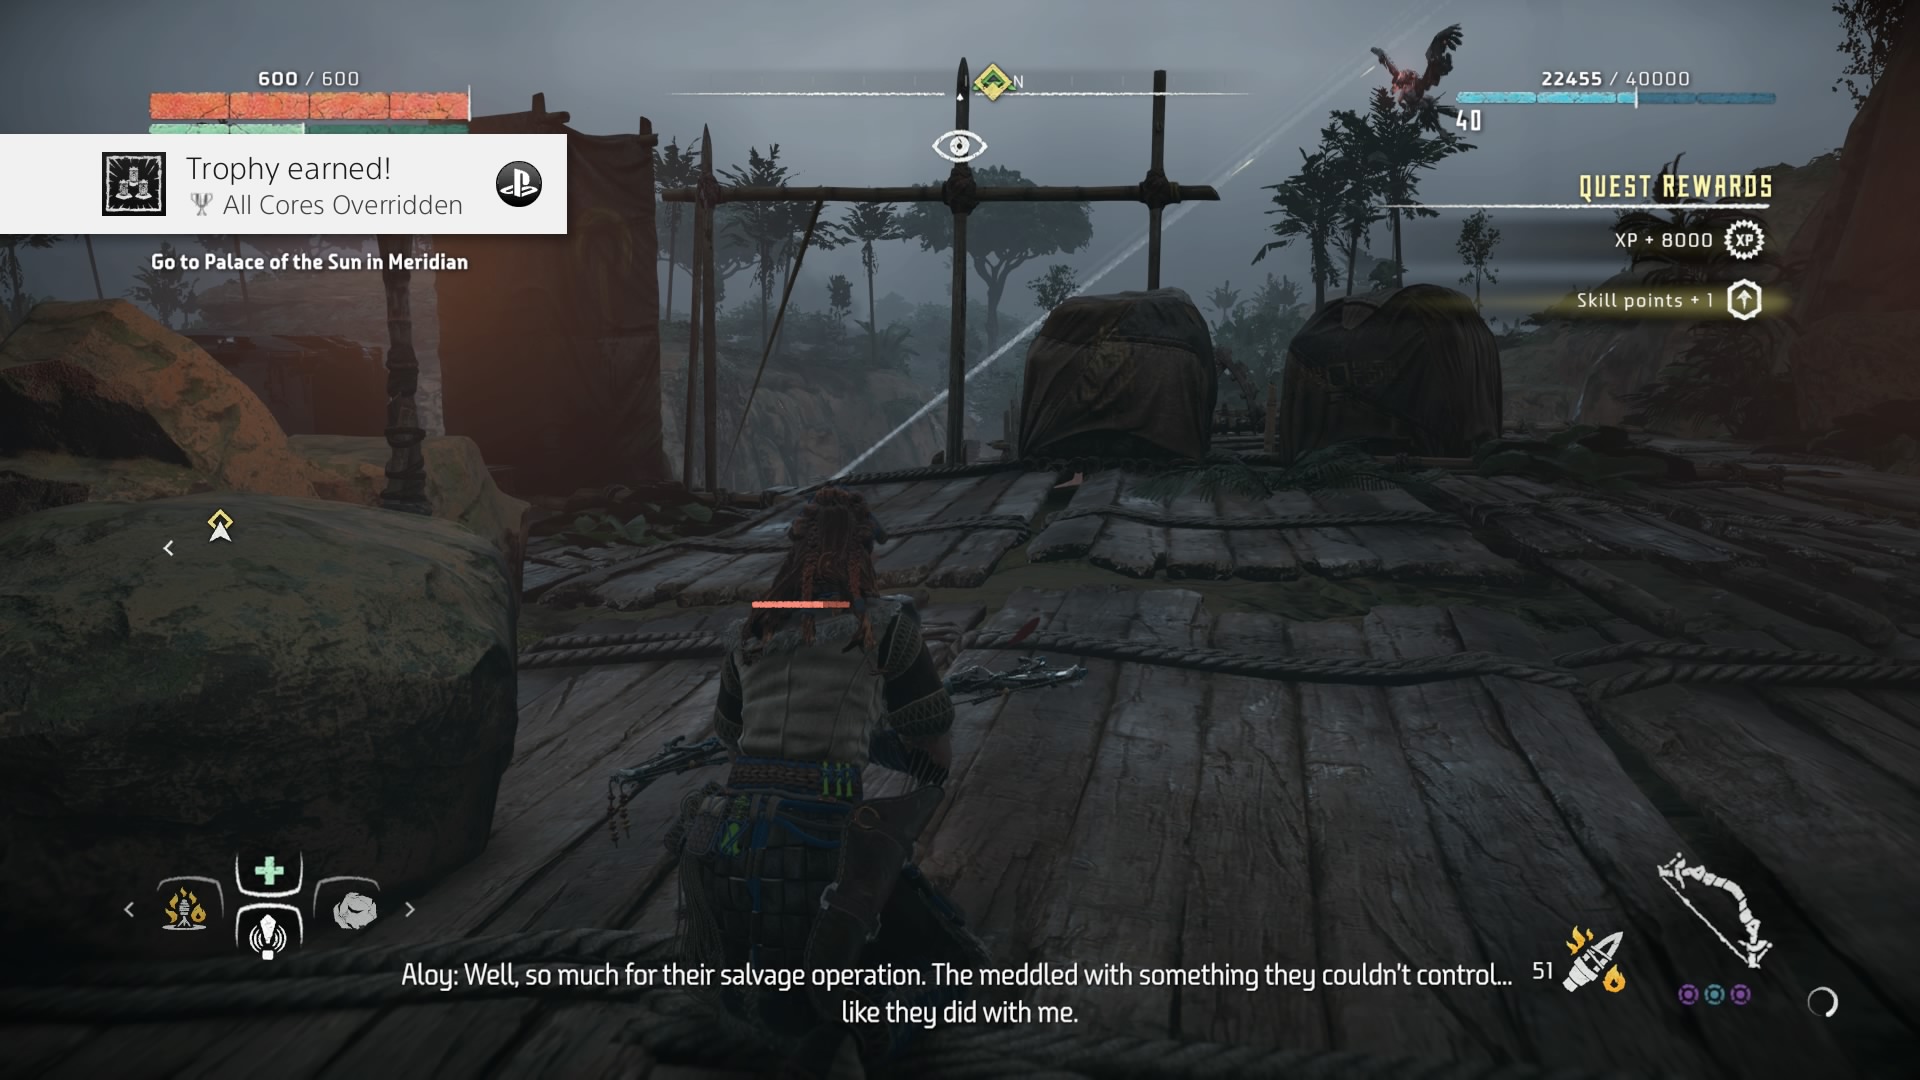 600 / 600
N
22455 / 40000
40
Trophy earned!
All Cores Overridden
QUEST REWARDS
XP + 8000 XP
Go to Palace of the Sun in Meridian
Skill points + 1
51
Aloy: Well, so much for their salvage operation. The meddled with something they couldn't control...
like they did with me.